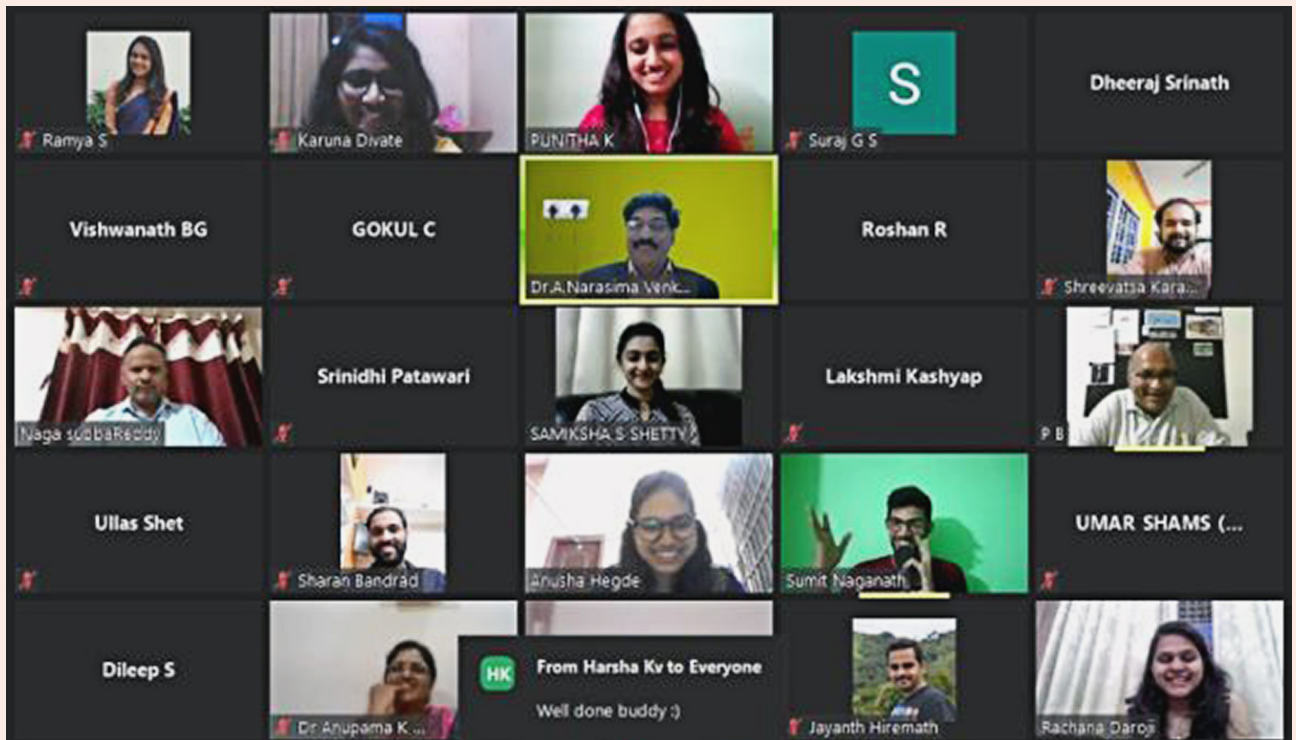 Ramya S
Karuna Divate
PUNITHA K
S
Suraj G S
Dheeraj Srinath
Vishwanath BG
GOKUL C
Dr.A.Narasima Venk...
Roshan R
Shreevatsa Kara...
Naga subbaReddy
Srinidhi Patawari
SAMIKSHA S SHETTY
Lakshmi Kashyap
P B
Ullas Shet
Sharan Bandrad
Anusha Hegde
Sumit Naganath
UMAR SHAMS (...
Dileep S
Dr Anupama K ...
HK
From Harsha Kv to Everyone
Well done buddy :)
Jayanth Hiremath
Rachana Daroji